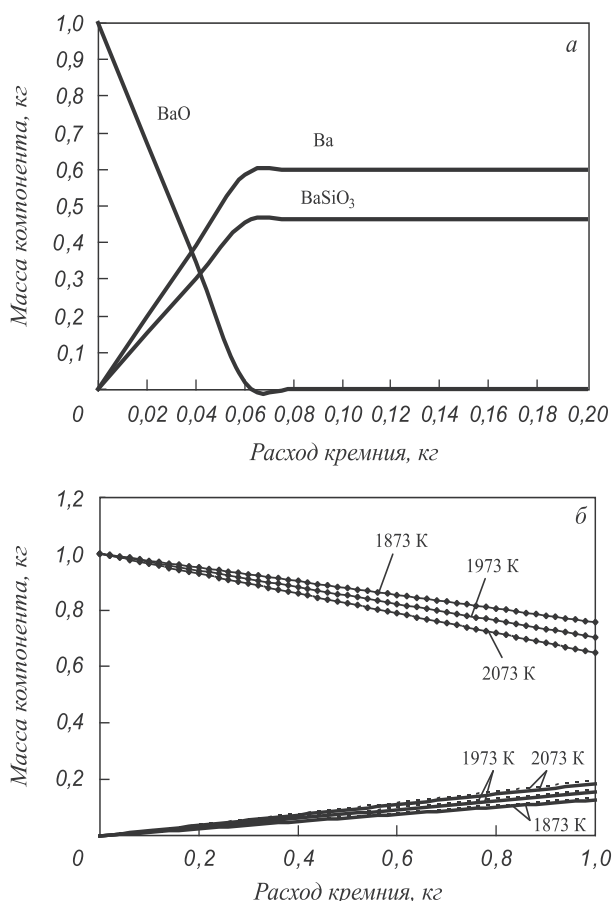 Масса компонента, кг
1,0
0,9
0,8
0,7
0,6
0,5
0,4
0,3
0,2
0,1
0
а
BaO
Ba
BaSiO₃
0,02 0,04 0,06 0,08 0,10 0,12 0,14 0,16 0,18 0,20
Расход кремния, кг
Масса компонента, кг
1,2
1,0
0,8
0,6
0,4
0,2
0
б
1873 К
1973 К
2073 К
1973 К 2073 К
1873 К
0,2 0,4 0,6 0,8 1,0
Расход кремния, кг